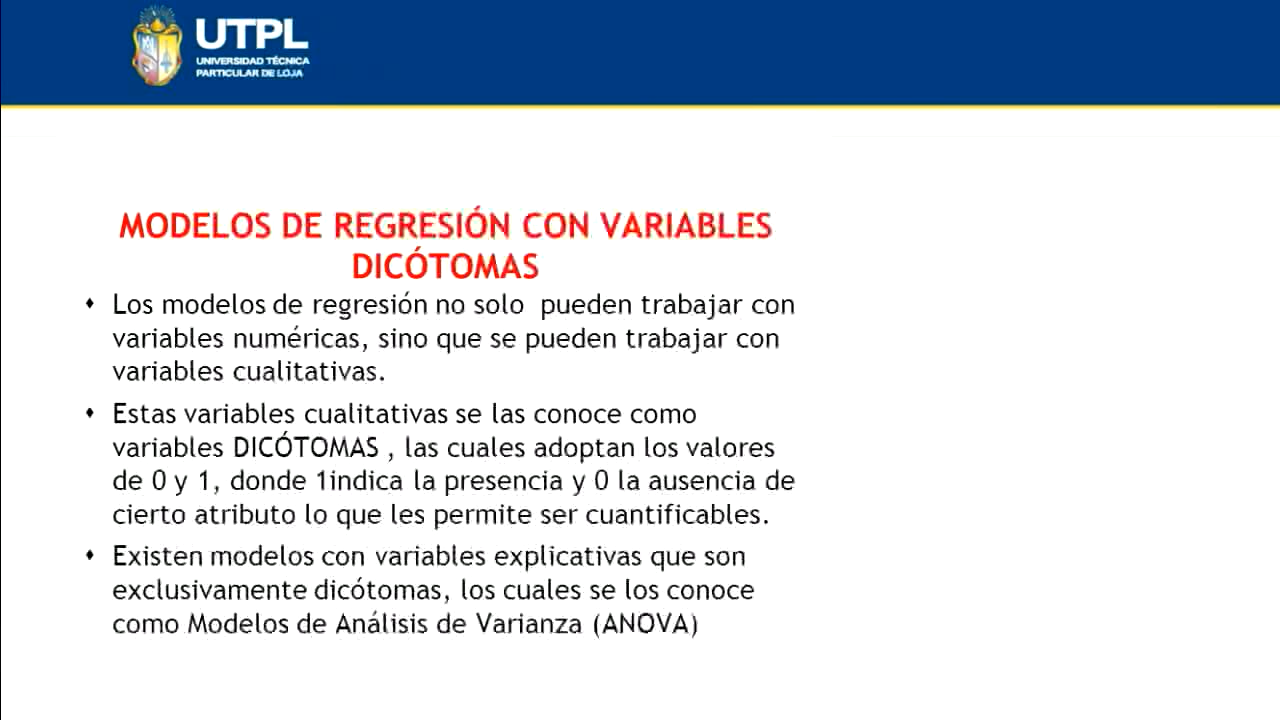 UTPL
UNIVERSIDAD TÉCNICA
PARTICULAR DE LOJA
MODELOS DE REGRESIÓN CON VARIABLES
DICÓTOMAS
Los modelos de regresión no solo pueden trabajar con
variables numéricas, sino que se pueden trabajar con
variables cualitativas.
Estas variables cualitativas se las conoce como
variables DICÓTOMAS , las cuales adoptan los valores
de 0 y 1, donde 1indica la presencia y 0 la ausencia de
cierto atributo lo que les permite ser cuantificables.
Existen modelos con variables explicativas que son
exclusivamente dicótomas, los cuales se los conoce
como Modelos de Análisis de Varianza (ANOVA)